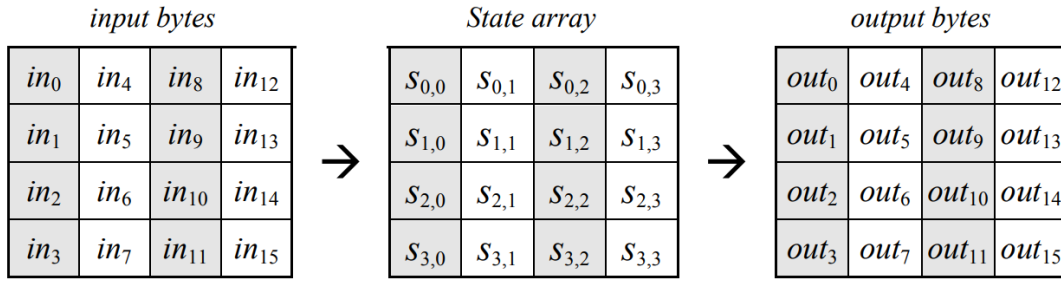 input bytes State array output bytes
in₀ in₄ in₈ in₁₂ s₀,₀ s₀,₁ s₀,₂ s₀,₃ out₀ out₄ out₈ out₁₂
in₁ in₅ in₉ in₁₃ s₁,₀ s₁,₁ s₁,₂ s₁,₃ out₁ out₅ out₉ out₁₃
→ →
in₂ in₆ in₁₀ in₁₄ s₂,₀ s₂,₁ s₂,₂ s₂,₃ out₂ out₆ out₁₀ out₁₄
in₃ in₇ in₁₁ in₁₅ s₃,₀ s₃,₁ s₃,₂ s₃,₃ out₃ out₇ out₁₁ out₁₅